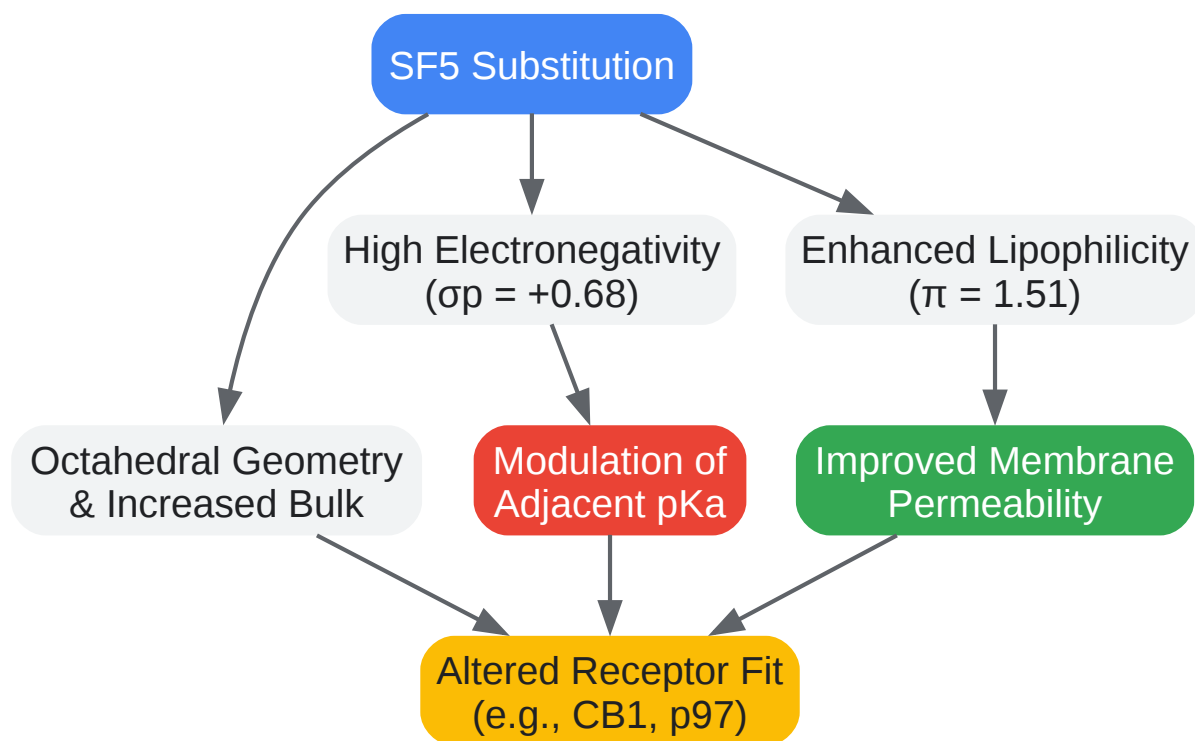 SF5 Substitution
High Electronegativity
(σp = +0.68)
Enhanced Lipophilicity
(π = 1.51)
Octahedral Geometry
& Increased Bulk
Modulation of
Adjacent pKa
Improved Membrane
Permeability
Altered Receptor Fit
(e.g., CB1, p97)